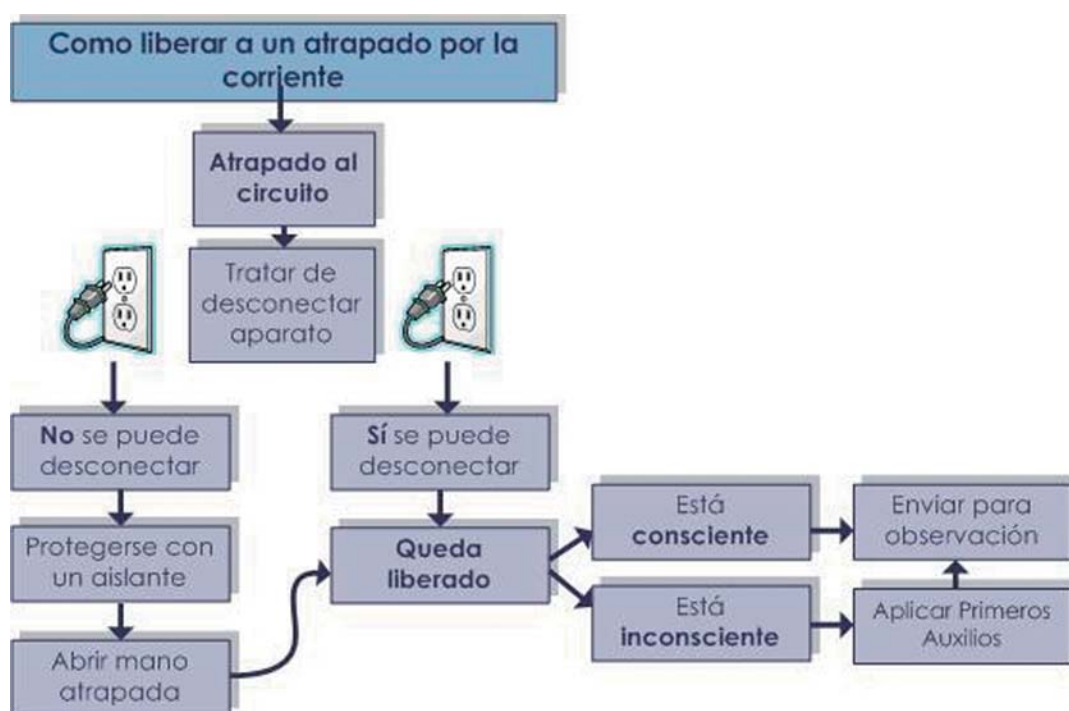 Como liberar a un atrapado por la
corriente
Atrapado al
circuito
Tratar de
desconectar
aparato
No se puede
desconectar
Sí se puede
desconectar
Protegerse con
un aislante
Abrir mano
atrapada
Queda
liberado
Está
consciente
Está
inconsciente
Enviar para
observación
Aplicar Primeros
Auxilios